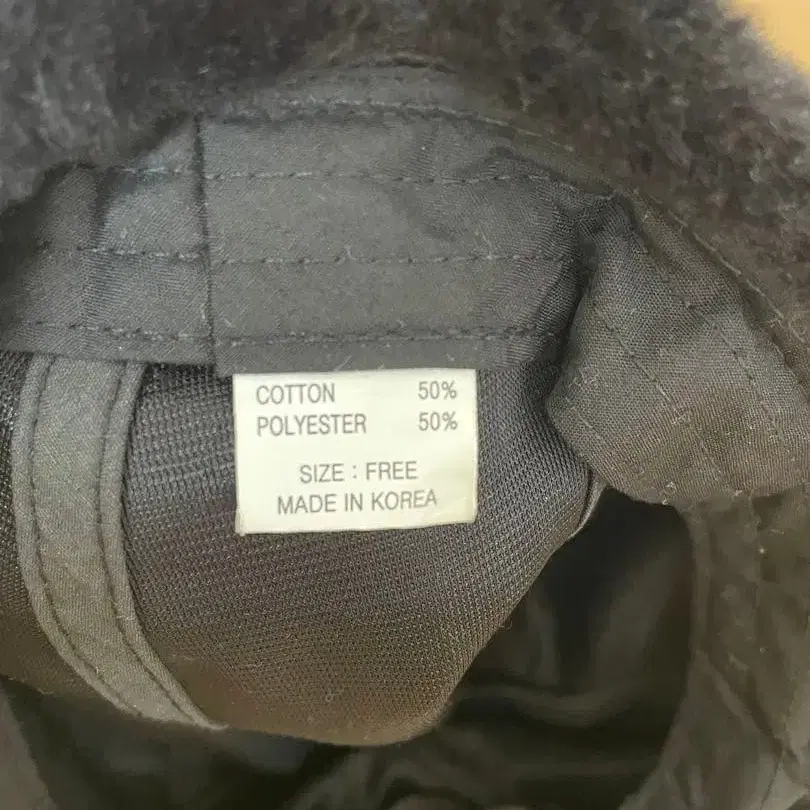 COTTON 50%
POLYESTER 50%
SIZE : FREE
MADE IN KOREA